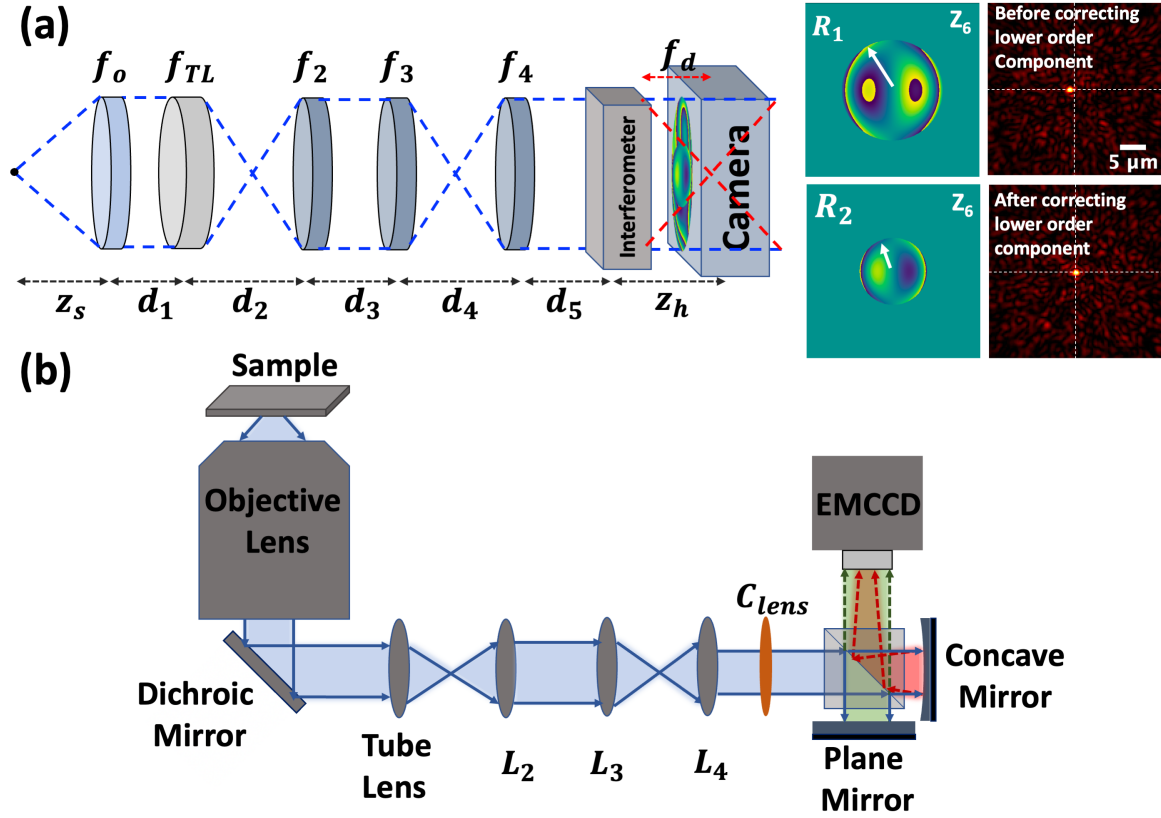 (a)
f_o f_TL f_2 f_3 f_4 f_d
Interferometer
Camera
z_s d_1 d_2 d_3 d_4 d_5 z_h
R_1 Z_6
Before correcting
lower order
Component
5 μm
R_2 Z_6
After correcting
lower order
component
(b)
Sample
Objective
Lens
Dichroic
Mirror
Tube
Lens
L_2
L_3
L_4
C_lens
EMCCD
Concave
Mirror
Plane
Mirror